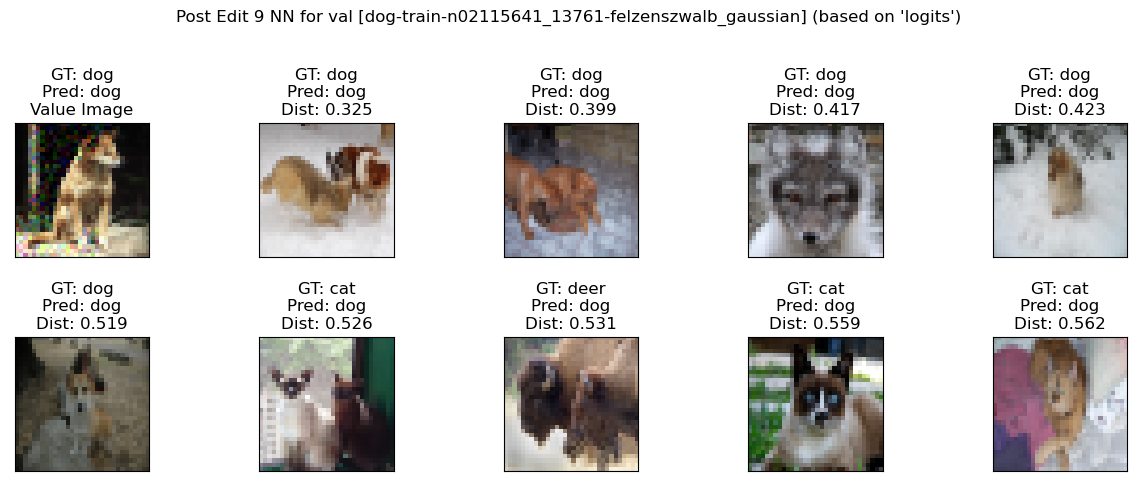 Post Edit 9 NN for val [dog-train-n02115641_13761-felzenszwalb_gaussian] (based on 'logits')
GT: dog
Pred: dog
Value Image
GT: dog
Pred: dog
Dist: 0.325
GT: dog
Pred: dog
Dist: 0.399
GT: dog
Pred: dog
Dist: 0.417
GT: dog
Pred: dog
Dist: 0.423
GT: dog
Pred: dog
Dist: 0.519
GT: cat
Pred: dog
Dist: 0.526
GT: deer
Pred: dog
Dist: 0.531
GT: cat
Pred: dog
Dist: 0.559
GT: cat
Pred: dog
Dist: 0.562